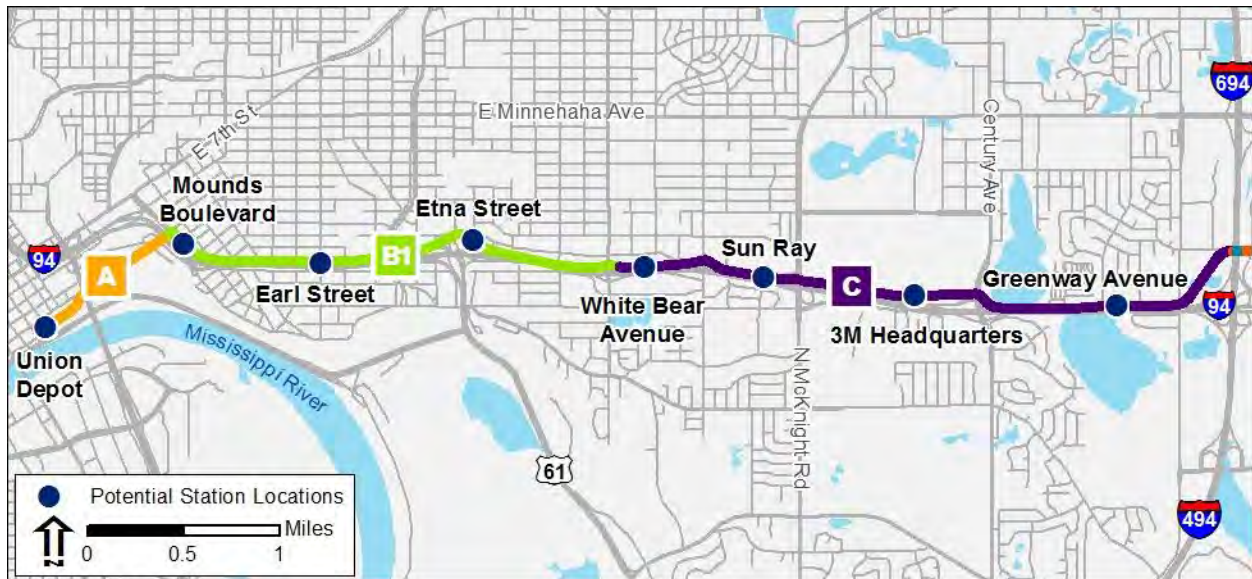 694
E Minnehaha Ave
Century Ave
E 7th St
Mounds
Boulevard
Etna Street
94
A
B1
Sun Ray
C
Greenway Avenue
Earl Street
White Bear
Avenue
3M Headquarters
94
Union
Depot
Mississippi River
N McKnight Rd
61
494
Potential Station Locations
N
Miles
0 0.5 1